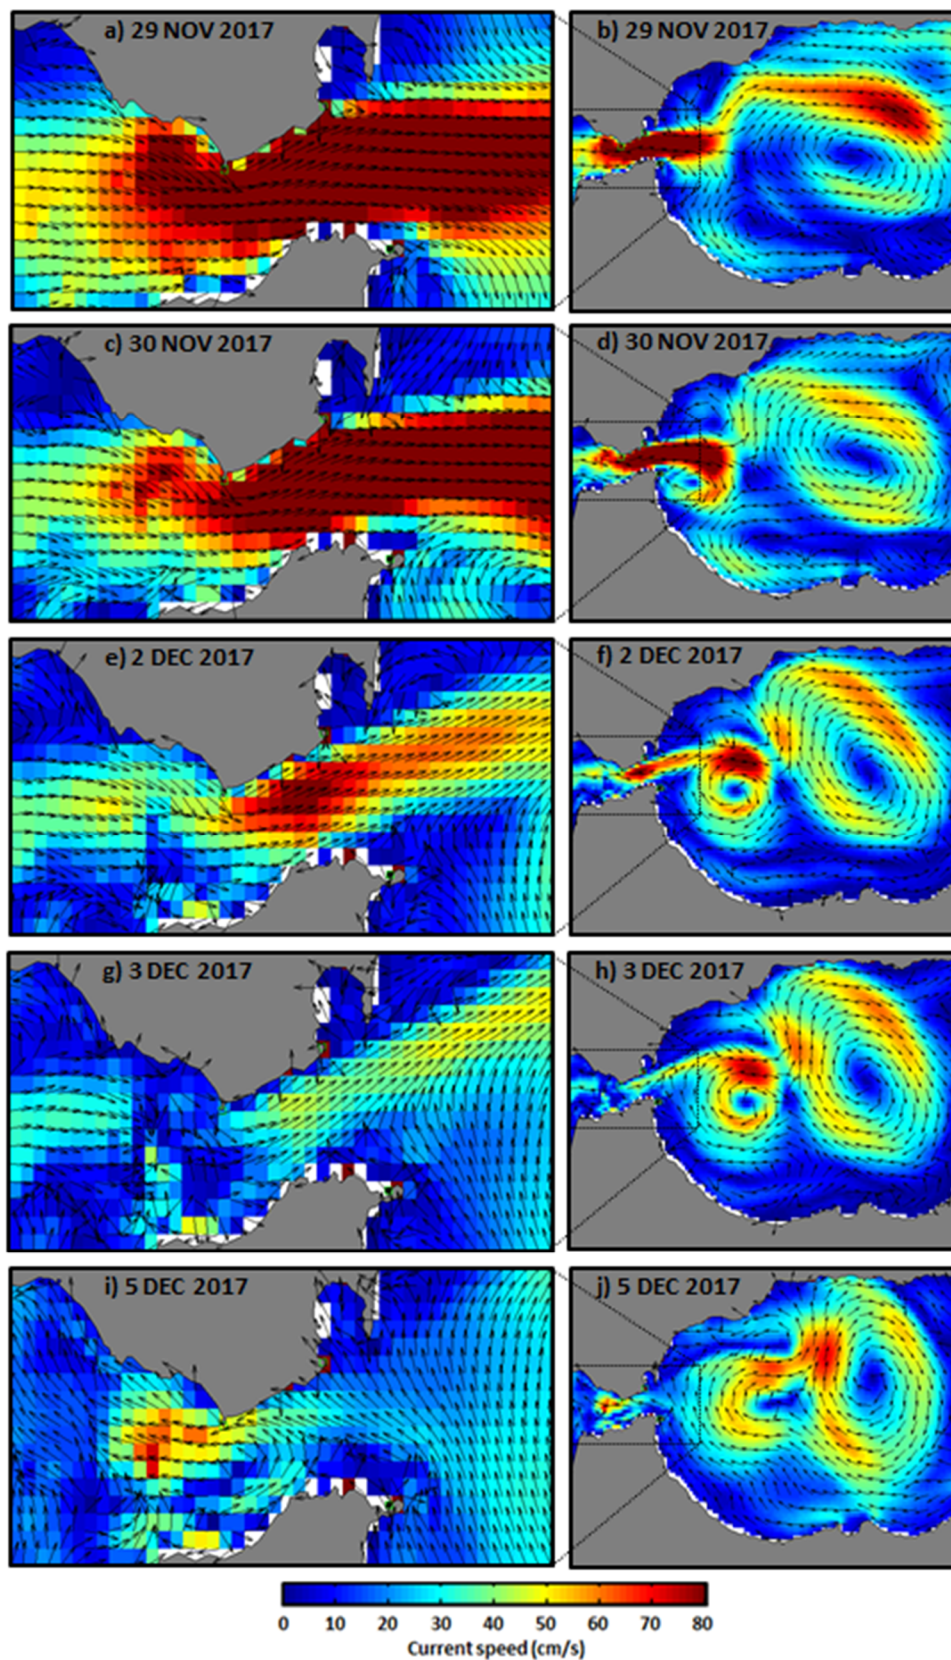 a) 29 NOV 2017
b) 29 NOV 2017
c) 30 NOV 2017
d) 30 NOV 2017
e) 2 DEC 2017
f) 2 DEC 2017
g) 3 DEC 2017
h) 3 DEC 2017
i) 5 DEC 2017
j) 5 DEC 2017
0 10 20 30 40 50 60 70 80
Current speed (cm/s)